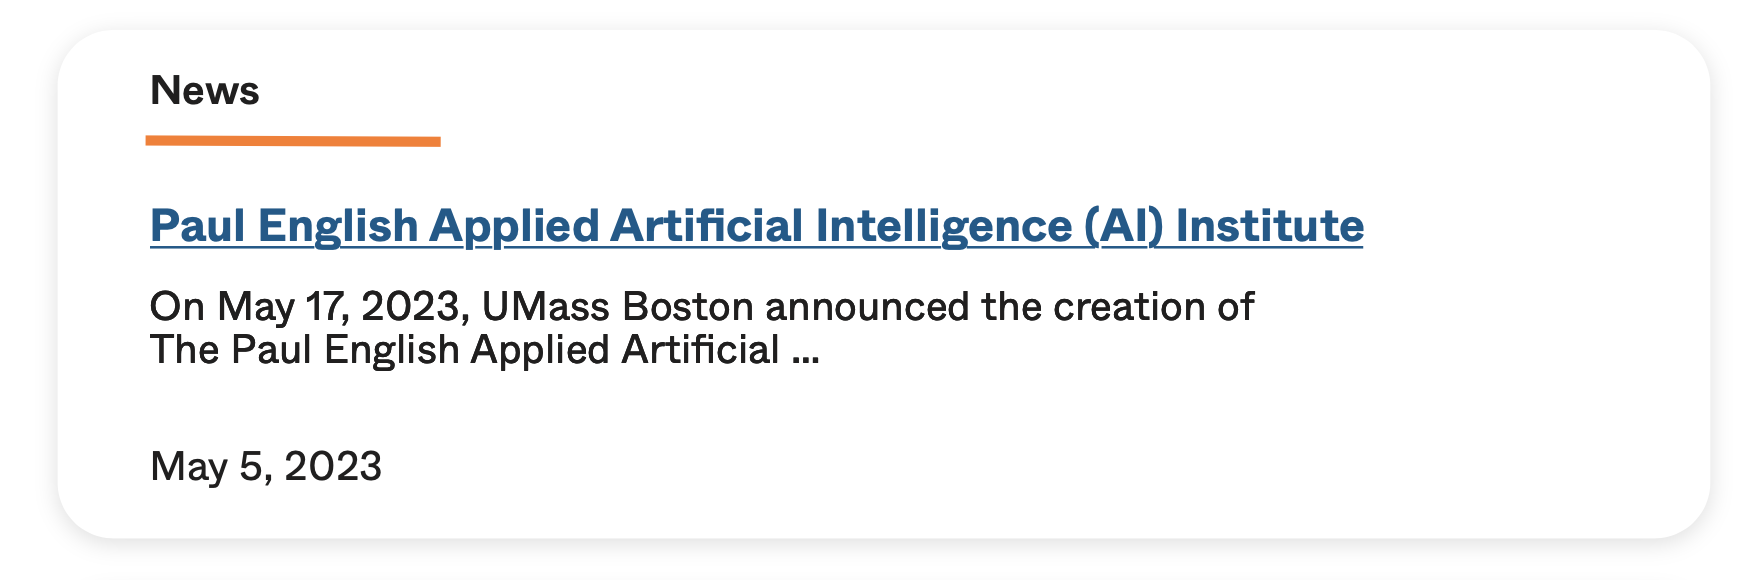 News
Paul English Applied Artificial Intelligence (AI) Institute
On May 17, 2023, UMass Boston announced the creation of
The Paul English Applied Artificial ...
May 5, 2023